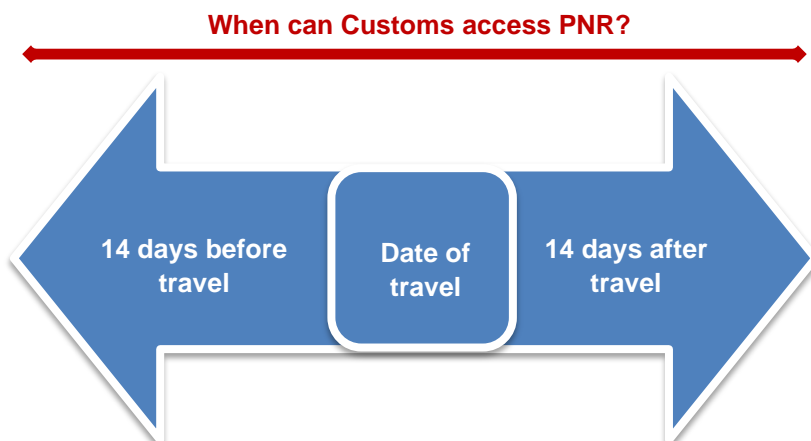 When can Customs access PNR?
14 days before
travel
Date of
travel
14 days after
travel